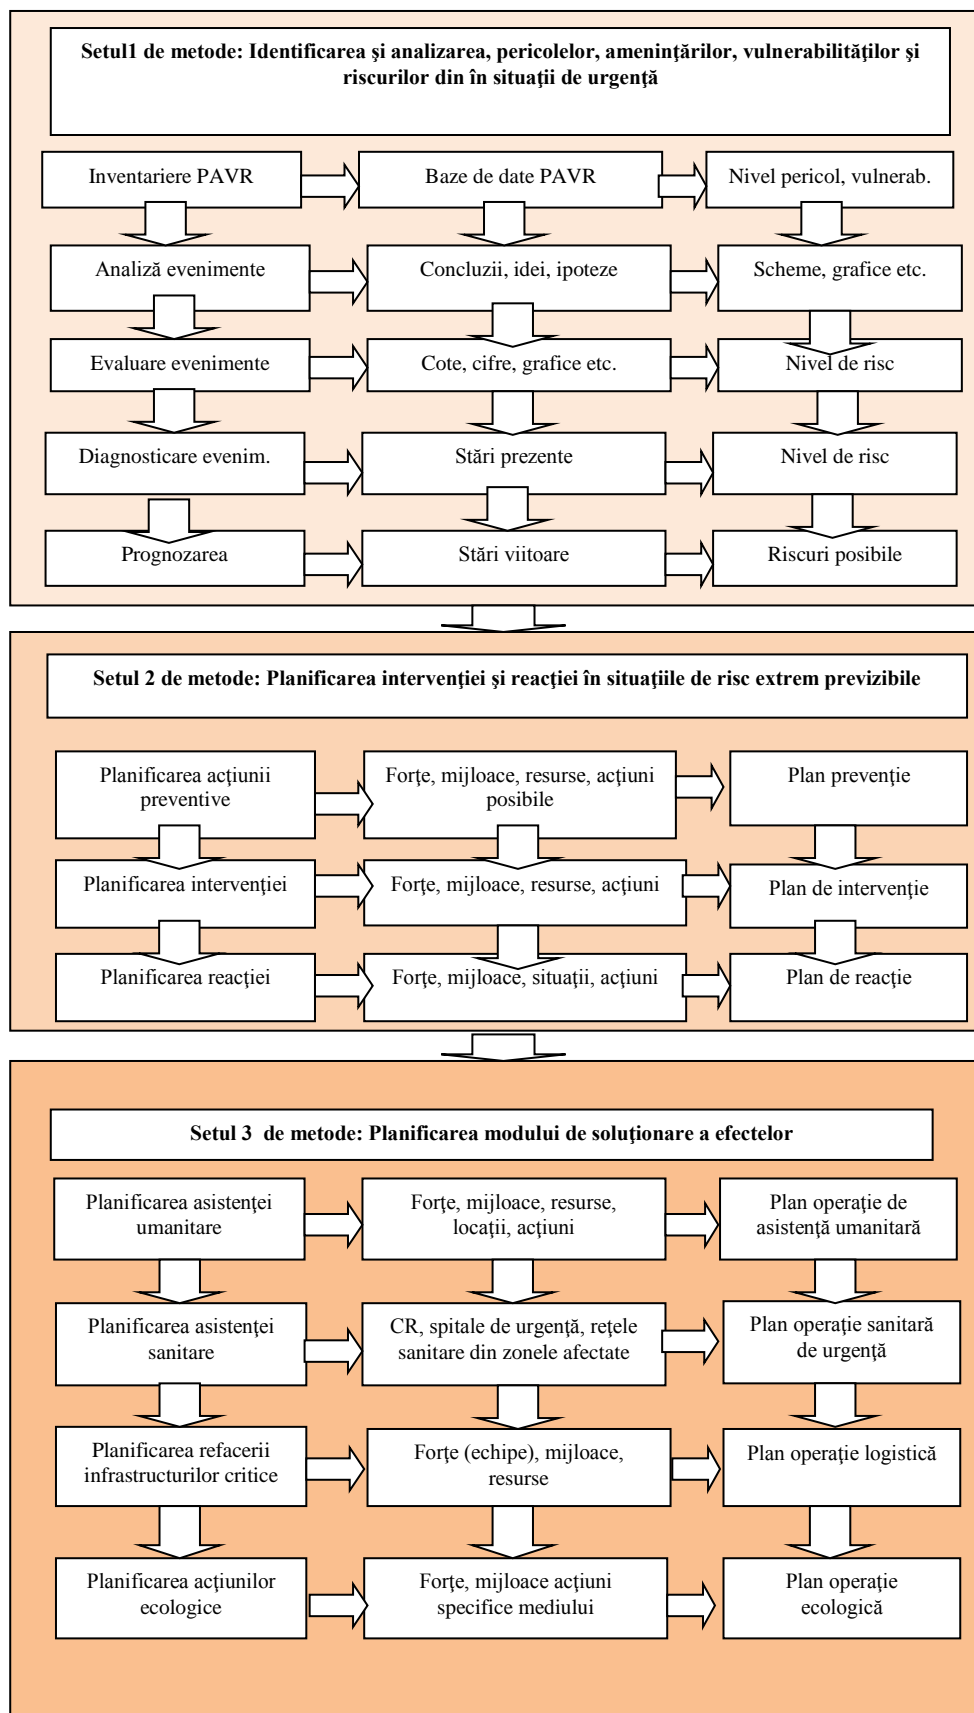 Setul1 de metode: Identificarea şi analizarea, pericolelor, ameninţărilor, vulnerabilităţilor şi
riscurilor din în situaţii de urgenţă
Inventariere PAVR
Baze de date PAVR
Nivel pericol, vulnerab.
Analiză evenimente
Concluzii, idei, ipoteze
Scheme, grafice etc.
Evaluare evenimente
Cote, cifre, grafice etc.
Nivel de risc
Diagnosticare evenim.
Stări prezente
Nivel de risc
Prognozarea
Stări viitoare
Riscuri posibile
Setul 2 de metode: Planificarea intervenţiei şi reacţiei în situaţiile de risc extrem previzibile
Planificarea acţiunii
preventive
Forţe, mijloace, resurse, acţiuni
posibile
Plan prevenţie
Planificarea intervenţiei
Forţe, mijloace, resurse, acţiuni
Plan de intervenţie
Planificarea reacţiei
Forţe, mijloace, situaţii, acţiuni
Plan de reacţie
Setul 3  de metode: Planificarea modului de soluţionare a efectelor
Planificarea asistenţei
umanitare
Forţe, mijloace, resurse,
locaţii, acţiuni
Plan operaţie de
asistenţă umanitară
Planificarea asistenţei
sanitare
CR, spitale de urgenţă, reţele
sanitare din zonele afectate
Plan operaţie sanitară
de urgenţă
Planificarea refacerii
infrastructurilor critice
Forţe (echipe), mijloace,
resurse
Plan operaţie logistică
Planificarea acţiunilor
ecologice
Forţe, mijloace acţiuni
specifice mediului
Plan operaţie
ecologică